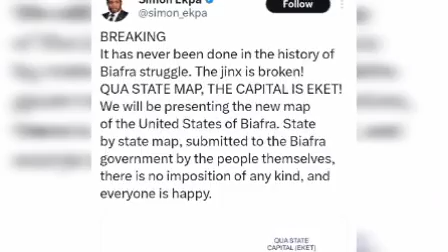 Simon Ekpa
@simon_ekpa
Follow
BREAKING
It has never been done in the history of
Biafra struggle. The jinx is broken!
QUA STATE MAP, THE CAPITAL IS EKET!
We will be presenting the new map
of the United States of Biafra. State
by state map, submitted to the Biafra
government by the people themselves,
there is no imposition of any kind, and
everyone is happy.
QUA STATE
CAPITAL (EKET)